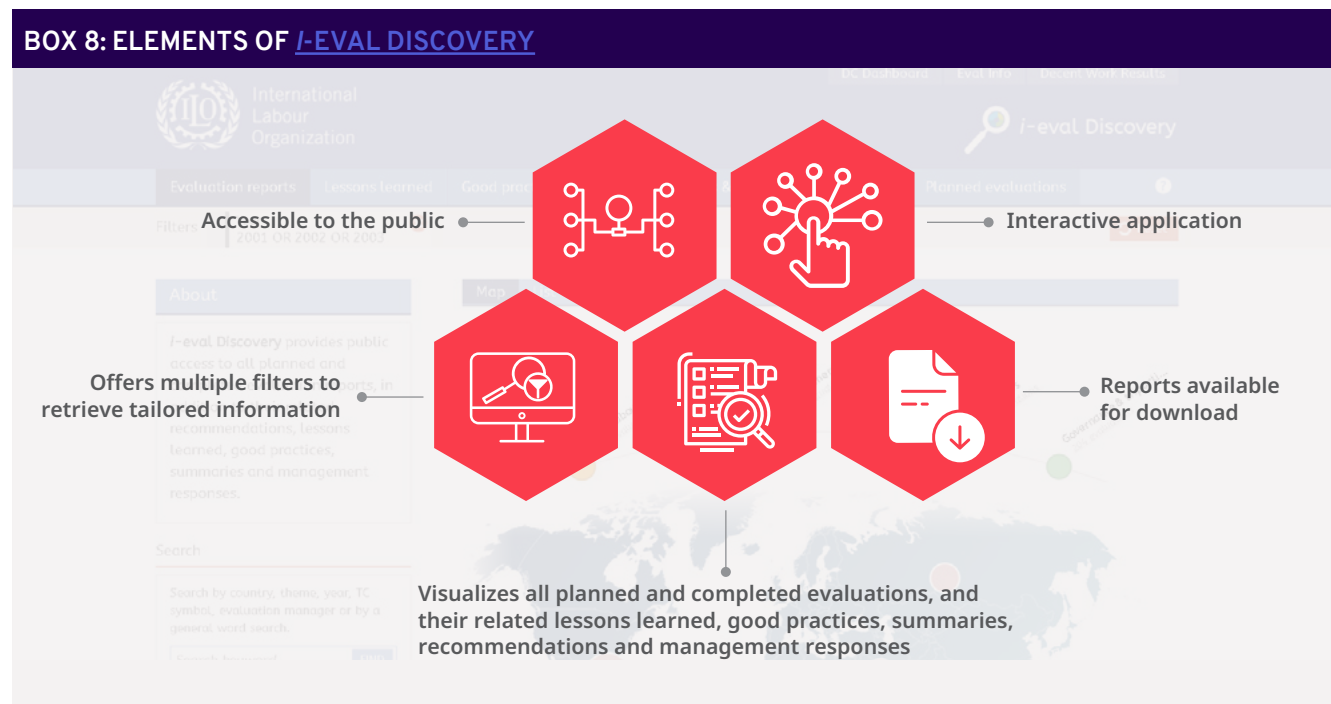 BOX 8: ELEMENTS OF I-EVAL DISCOVERY
DC Dashboard Eval Info Decent Work Results
International
Labour
Organization
i-eval Discovery
Evaluation reports Lessons learned Good Planned evaluations ?
Filters
2001 OR 2002 OR 2003
Accessible to the public
Interactive application
About
Map
i-eval Discovery provides public
access to all planned and
recommendations, lessons
learned, good practices,
summaries and management
responses.
Offers multiple filters to
retrieve tailored information
Reports available
for download
Search
Search by country, theme, year, TC
symbol, evaluation manager or by a
general word search.
Visualizes all planned and completed evaluations, and
their related lessons learned, good practices, summaries,
recommendations and management responses